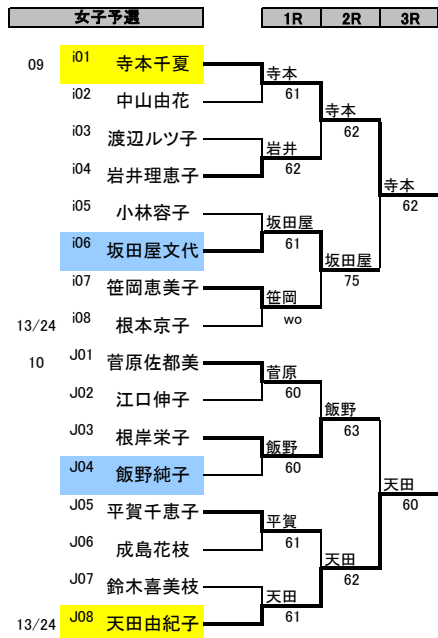 女子予選 1R 2R 3R
09 i01 寺本千夏
寺本
61
i02 中山由花
寺本
62
i03 渡辺ルツ子
岩井
62
i04 岩井理恵子
寺本
62
i05 小林容子
坂田屋
61
i06 坂田屋文代
坂田屋
75
i07 笹岡恵美子
笹岡
wo
13/24 i08 根本京子
10 J01 菅原佐都美
菅原
60
J02 江口伸子
飯野
63
J03 根岸栄子
飯野
60
J04 飯野純子
天田
60
J05 平賀千恵子
平賀
61
J06 成島花枝
天田
62
J07 鈴木喜美枝
天田
61
13/24 J08 天田由紀子